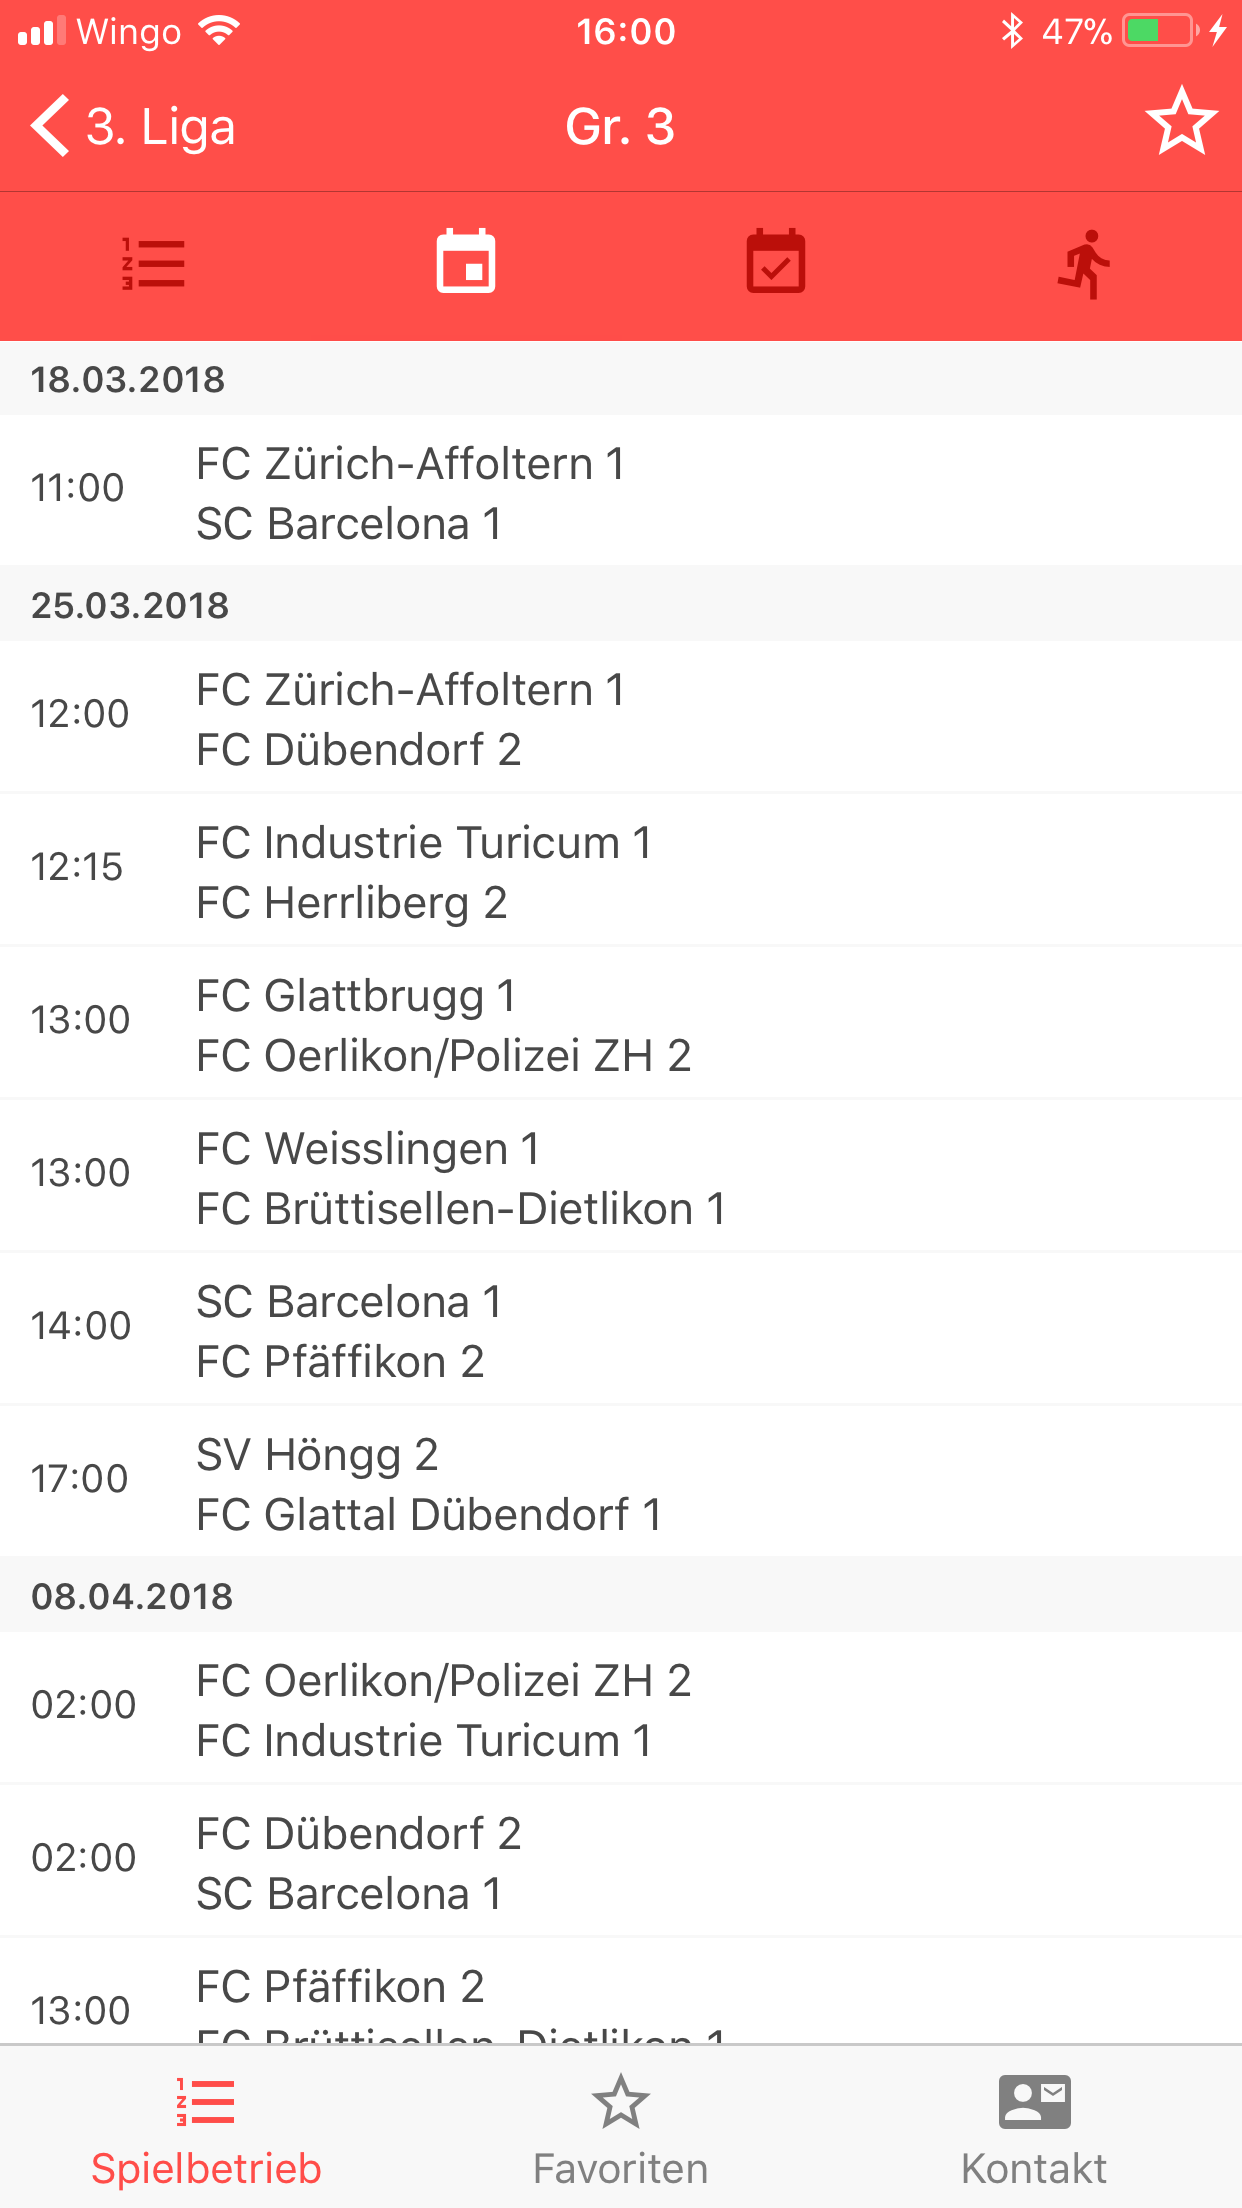 Wingo 16:00 47%
3. Liga Gr. 3
18.03.2018
11:00 FC Zürich-Affoltern 1
SC Barcelona 1
25.03.2018
12:00 FC Zürich-Affoltern 1
FC Dübendorf 2
12:15 FC Industrie Turicum 1
FC Herrliberg 2
13:00 FC Glattbrugg 1
FC Oerlikon/Polizei ZH 2
13:00 FC Weisslingen 1
FC Brüttisellen-Dietlikon 1
14:00 SC Barcelona 1
FC Pfäffikon 2
17:00 SV Höngg 2
FC Glattal Dübendorf 1
08.04.2018
02:00 FC Oerlikon/Polizei ZH 2
FC Industrie Turicum 1
02:00 FC Dübendorf 2
SC Barcelona 1
13:00 FC Pfäffikon 2
FC Brüttisellen-Dietlikon 1
Spielbetrieb Favoriten Kontakt